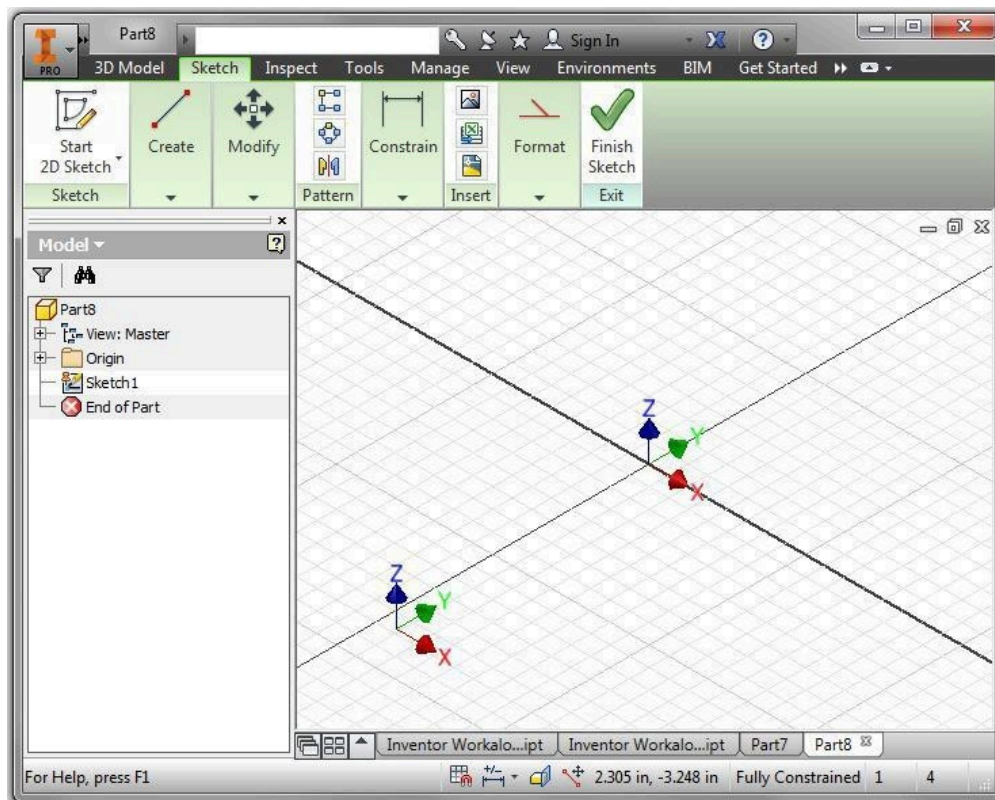 Part8
Sign In
PRO
3D Model Sketch Inspect Tools Manage View Environments BIM Get Started
Start
2D Sketch
Create
Modify
Constrain
Format
Finish
Sketch
Sketch
Pattern
Insert
Exit
Model
Part8
View: Master
Origin
Sketch1
End of Part
Z
Y
X
Z
Y
X
Inventor Workalo...ipt Inventor Workalo...ipt Part7 Part8
For Help, press F1
2.305 in, -3.248 in Fully Constrained 1 4